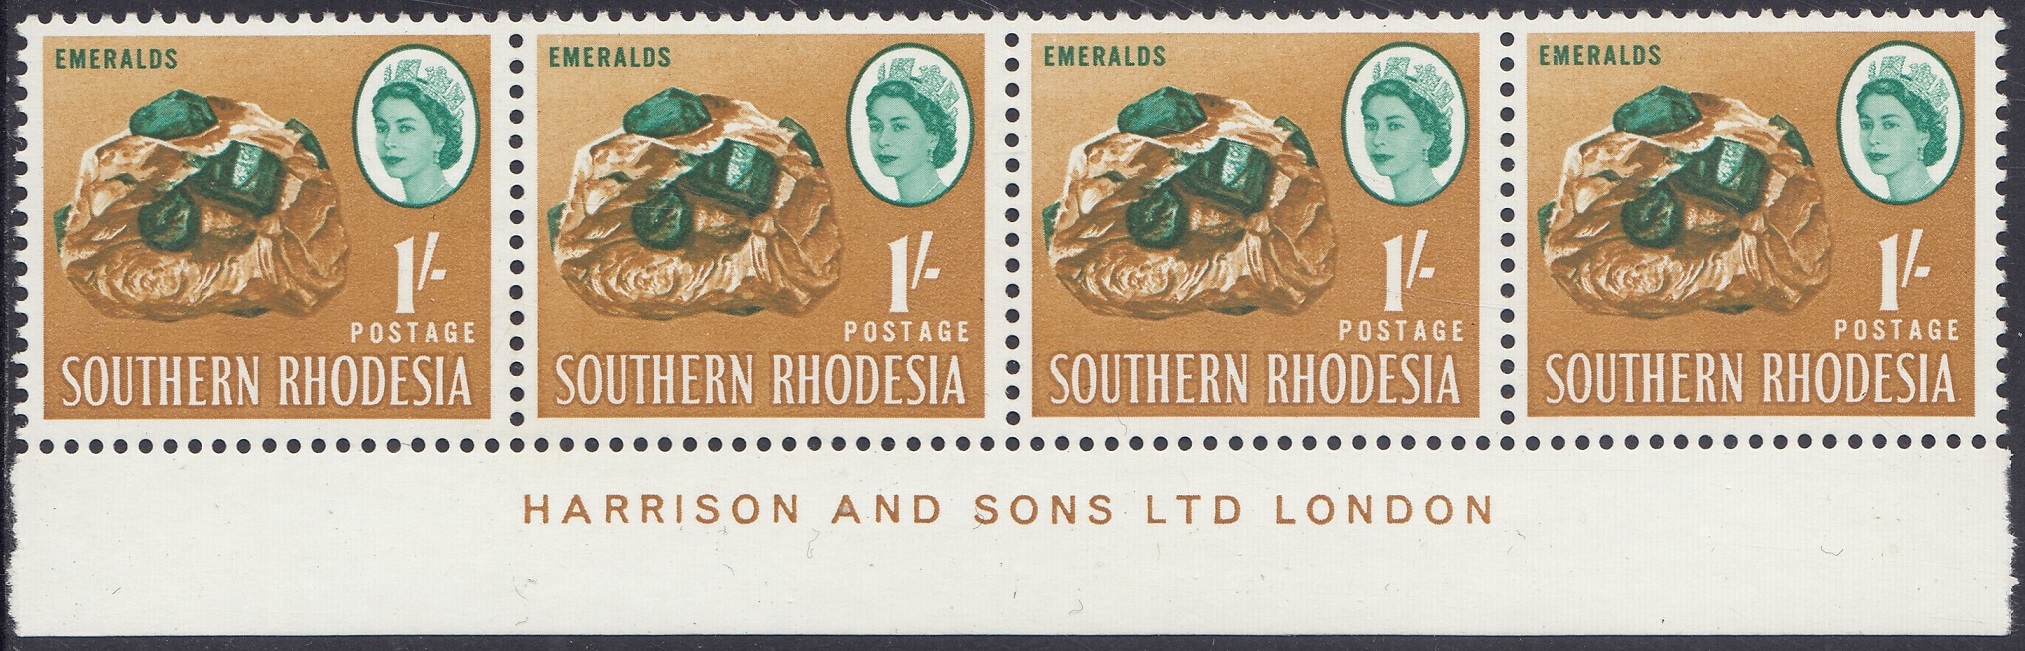 EMERALDS
1/-
POSTAGE
SOUTHERN RHODESIA
EMERALDS
1/-
POSTAGE
SOUTHERN RHODESIA
EMERALDS
1/-
POSTAGE
SOUTHERN RHODESIA
EMERALDS
1/-
POSTAGE
SOUTHERN RHODESIA
HARRISON AND SONS LTD LONDON